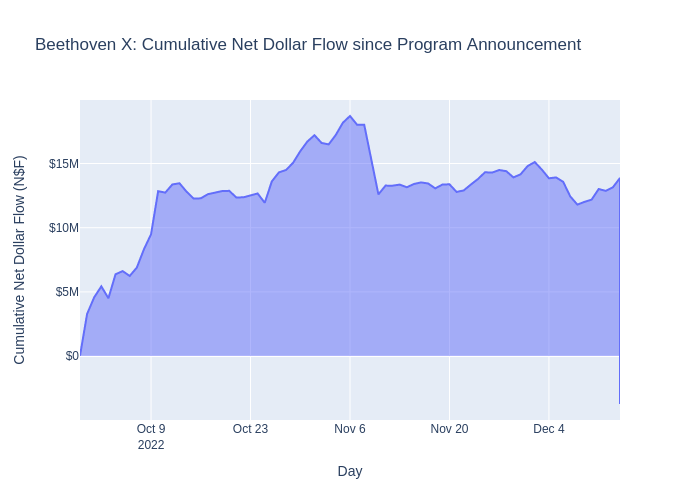 Beethoven X: Cumulative Net Dollar Flow since Program Announcement
Cumulative Net Dollar Flow (N$F)
$15M
$10M
$5M
$0
Oct 9
2022
Oct 23
Nov 6
Nov 20
Dec 4
Day